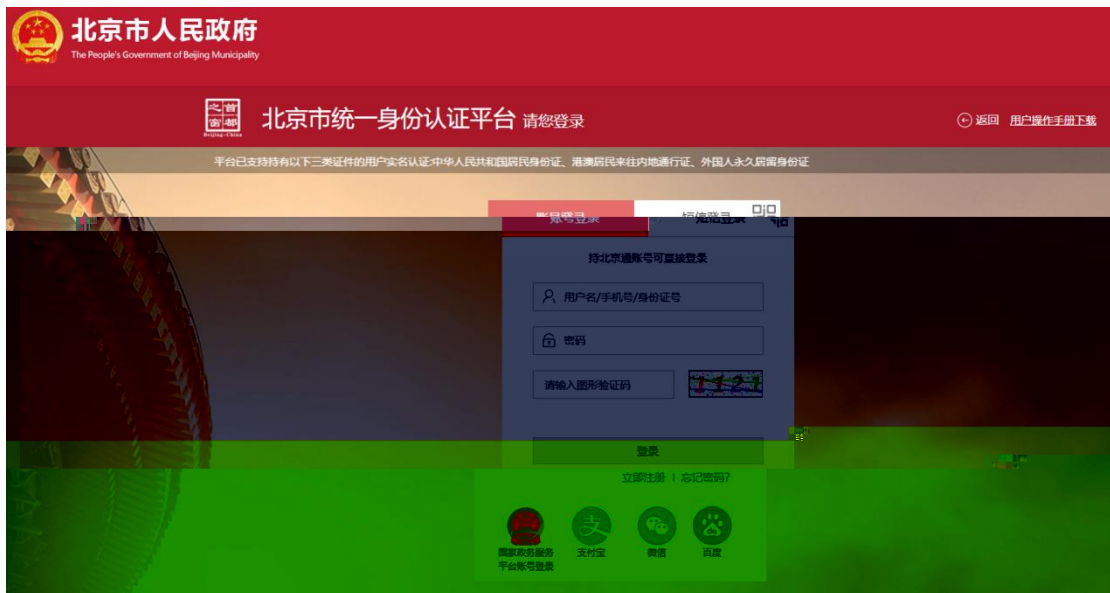 北京市人民政府
The People's Government of Beijing Municipality
首都之窗
Beijing-China
北京市统一身份认证平台 请您登录
返回 用户操作手册下载
平台已支持持有以下三类证件的用户实名认证:中华人民共和国居民身份证、港澳居民来往内地通行证、外国人永久居留身份证
账号登录 短信登录
持北京通账号可直接登录
用户名/手机号/身份证号
密码
请输入图形验证码
登录
立即注册 | 忘记密码?
国家政务服务 支付宝 微信 百度
平台账号登录